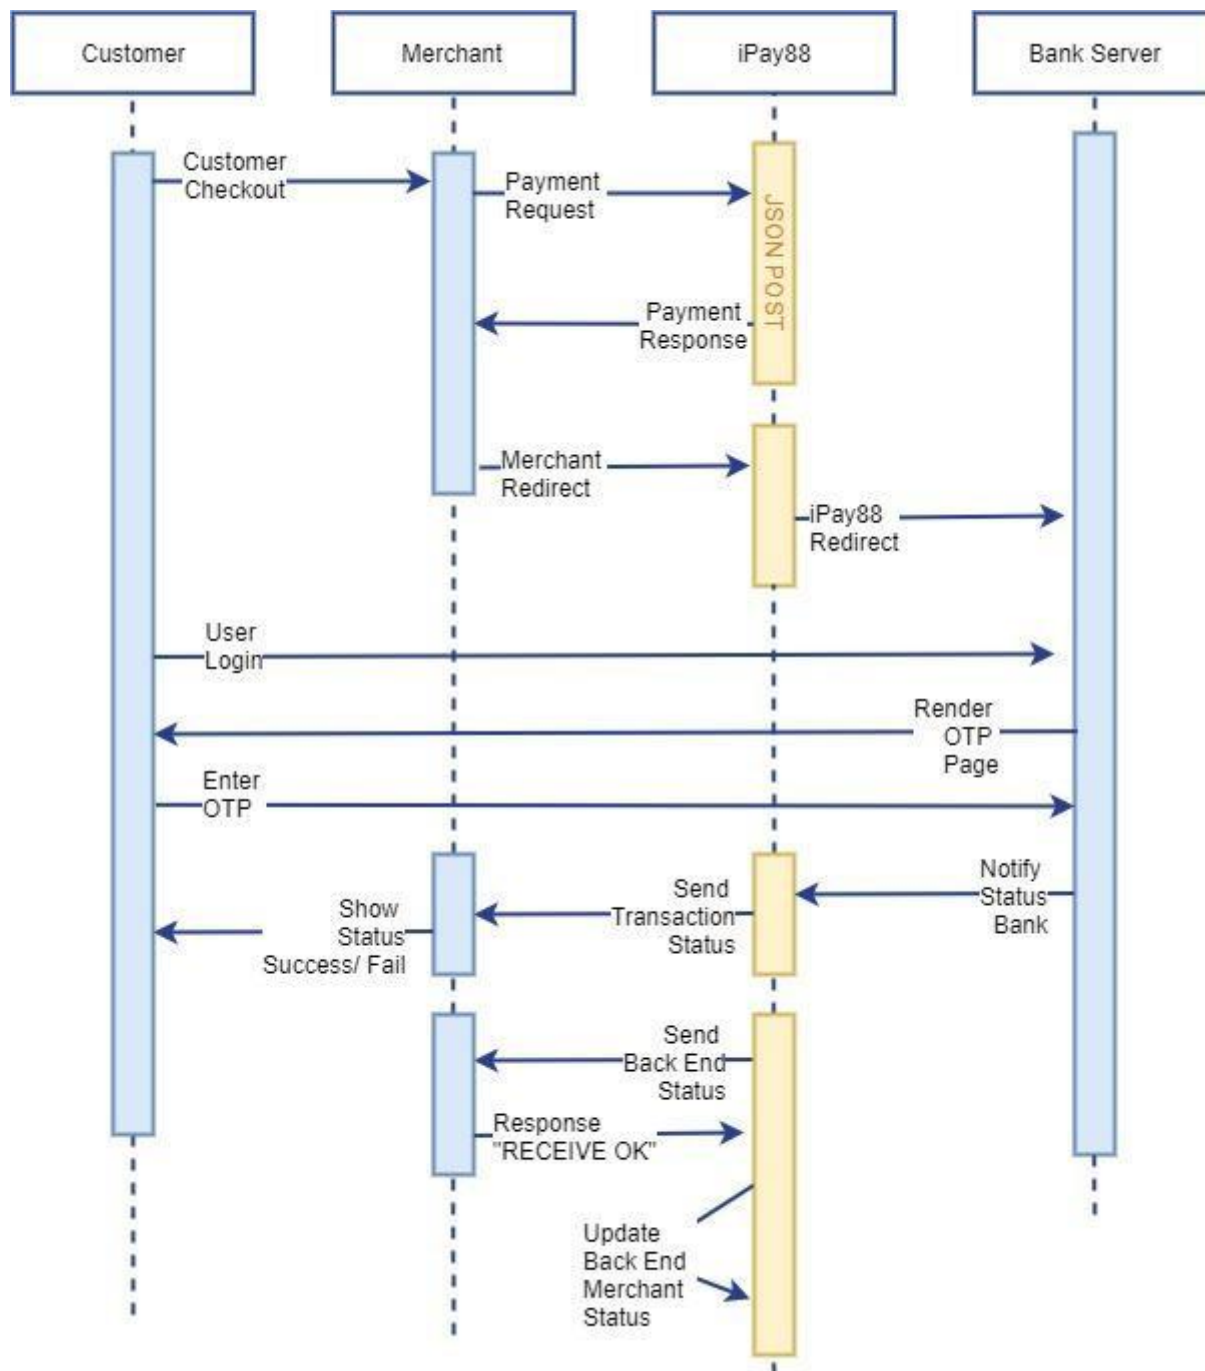 Customer
Merchant
iPay88
Bank Server
Customer
Checkout
Payment
Request
JSON POST
Payment
Response
Merchant
Redirect
iPay88
Redirect
User
Login
Render
OTP
Page
Enter
OTP
Notify
Status
Bank
Send
Transaction
Status
Show
Status
Success/ Fail
Send
Back End
Status
Response
"RECEIVE OK"
Update
Back End
Merchant
Status